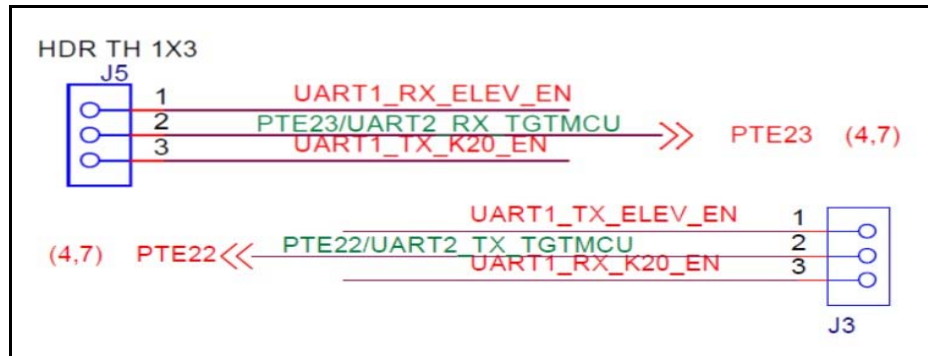 HDR TH 1X3
J5
1 UART1_RX_ELEV_EN
2 PTE23/UART2_RX_TGTMCU PTE23 (4,7)
3 UART1_TX_K20_EN
UART1_TX_ELEV_EN 1
(4,7) PTE22 PTE22/UART2_TX_TGTMCU 2
UART1_RX_K20_EN 3
J3